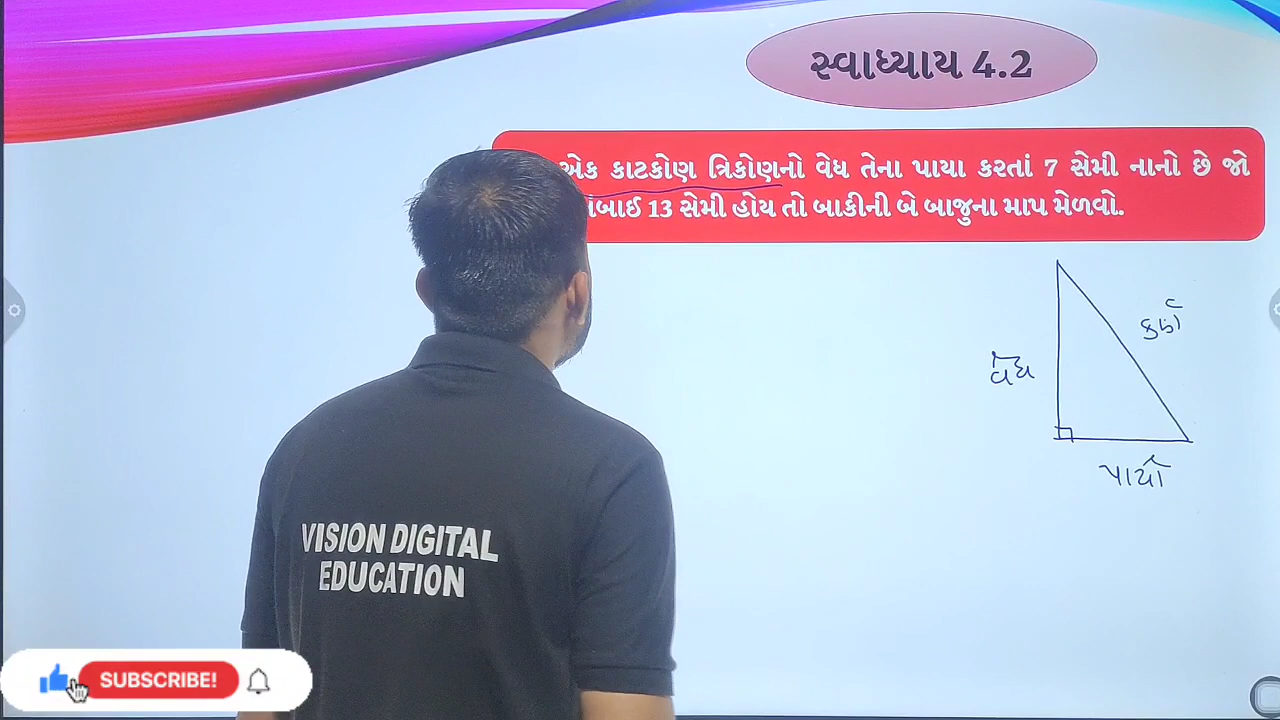 સ્વાધ્યાય 4.2
એક કાટકોણ ત્રિકોણનો વેધ તેના પાયા કરતાં 7 સેમી નાનો છે જો
13 સેમી હોય તો બાકીની બે બાજુના માપ મેળવો.
કર્ણ
વેધ
પાયો
VISION DIGITAL
EDUCATION
SUBSCRIBE!